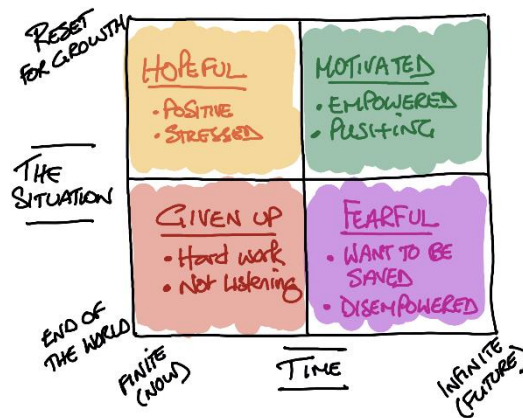 RESET
FOR GROWTH
HOPEFUL
• POSITIVE
• STRESSED
MOTIVATED
• EMPOWERED
• PUSHING
THE
SITUATION
GIVEN UP
• Hard work
• Not Listening
FEARFUL
• WANT TO BE
SAVED
• DISEMPOWERED
END OF
THE WORLD
FINITE
(NOW)
TIME
INFINITE
(FUTURE)